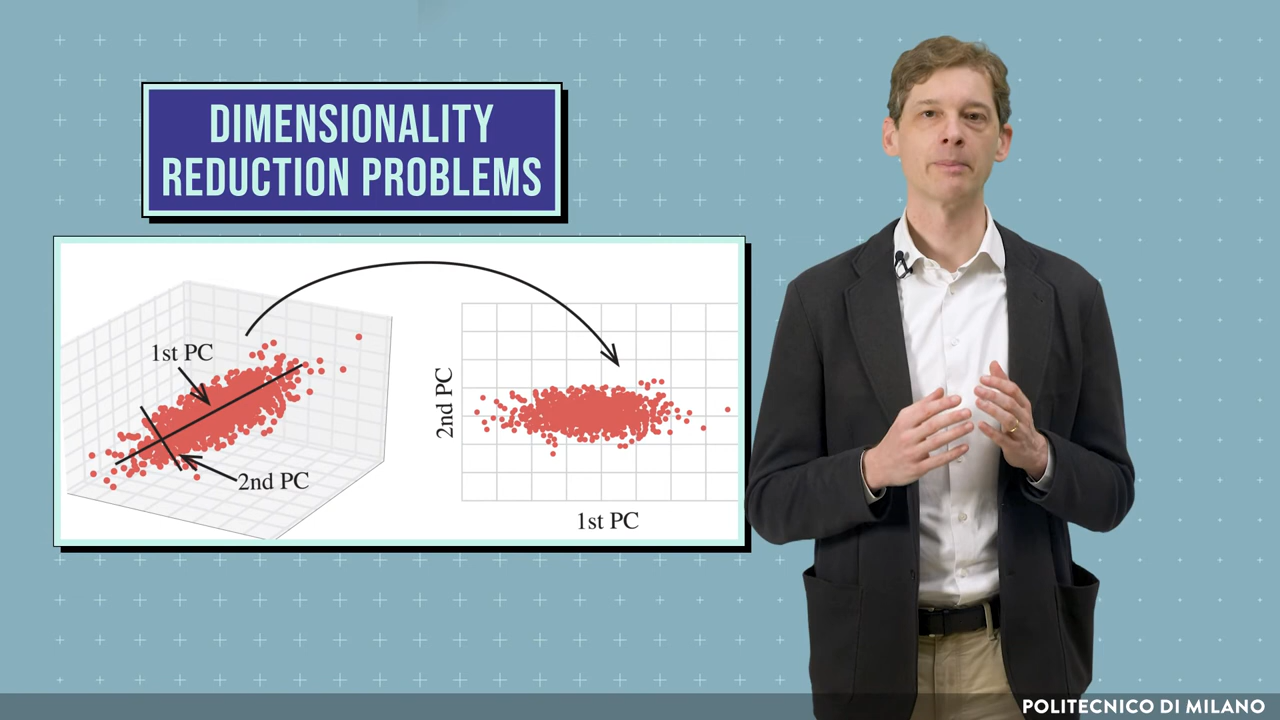 DIMENSIONALITY
REDUCTION PROBLEMS
1st PC
2nd PC
2nd PC
1st PC
POLITECNICO DI MILANO